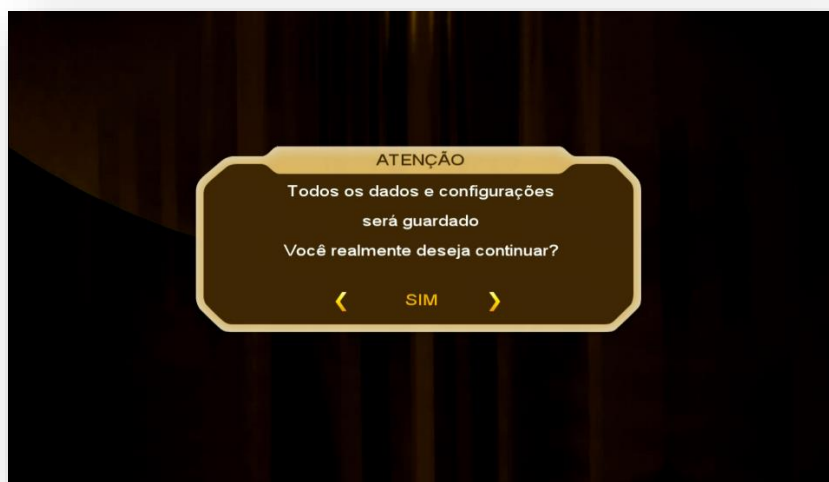 ATENÇÃO
Todos os dados e configurações
será guardado
Você realmente deseja continuar?
SIM